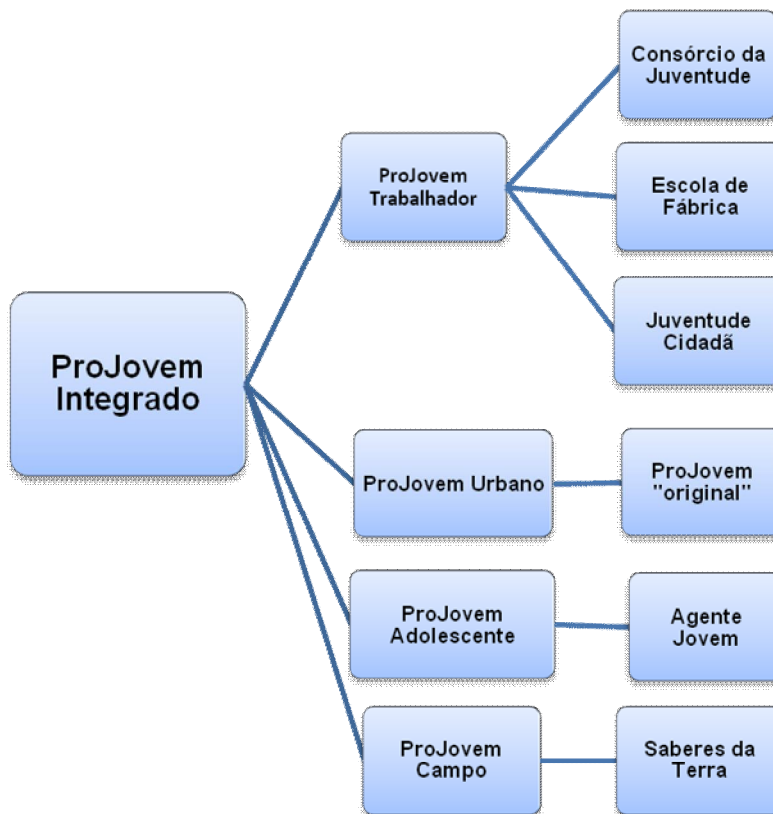 Consórcio da
Juventude
ProJovem
Trabalhador
Escola de
Fábrica
Juventude
Cidadã
ProJovem
Integrado
ProJovem Urbano
ProJovem
"original"
ProJovem
Adolescente
Agente
Jovem
ProJovem
Campo
Saberes da
Terra